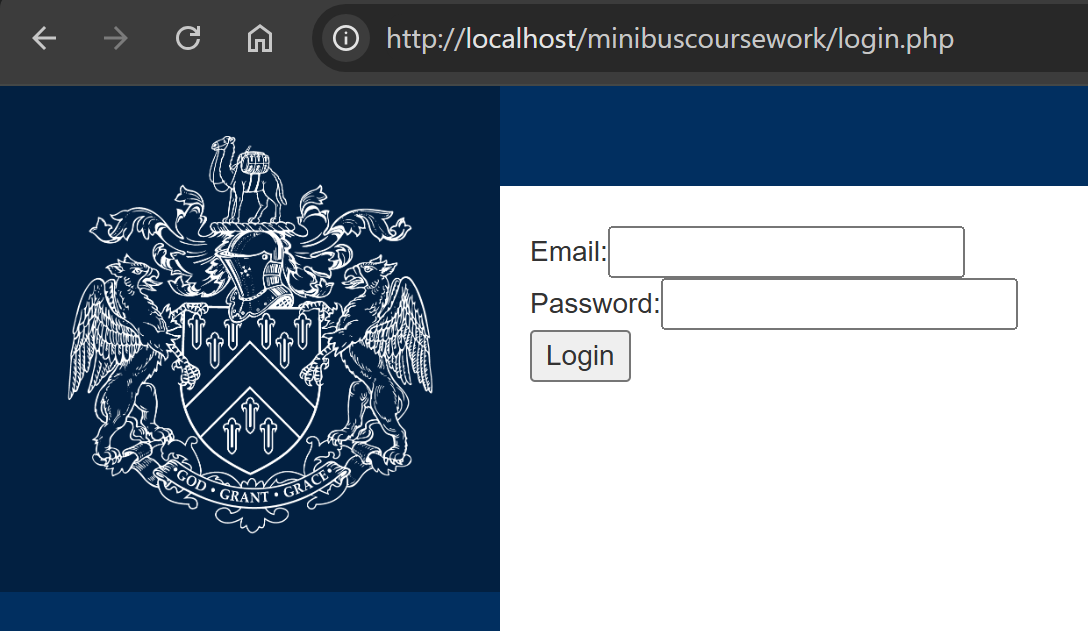 http://localhost/minibuscoursework/login.php
Email:
Password:
Login
GOD • GRANT • GRACE